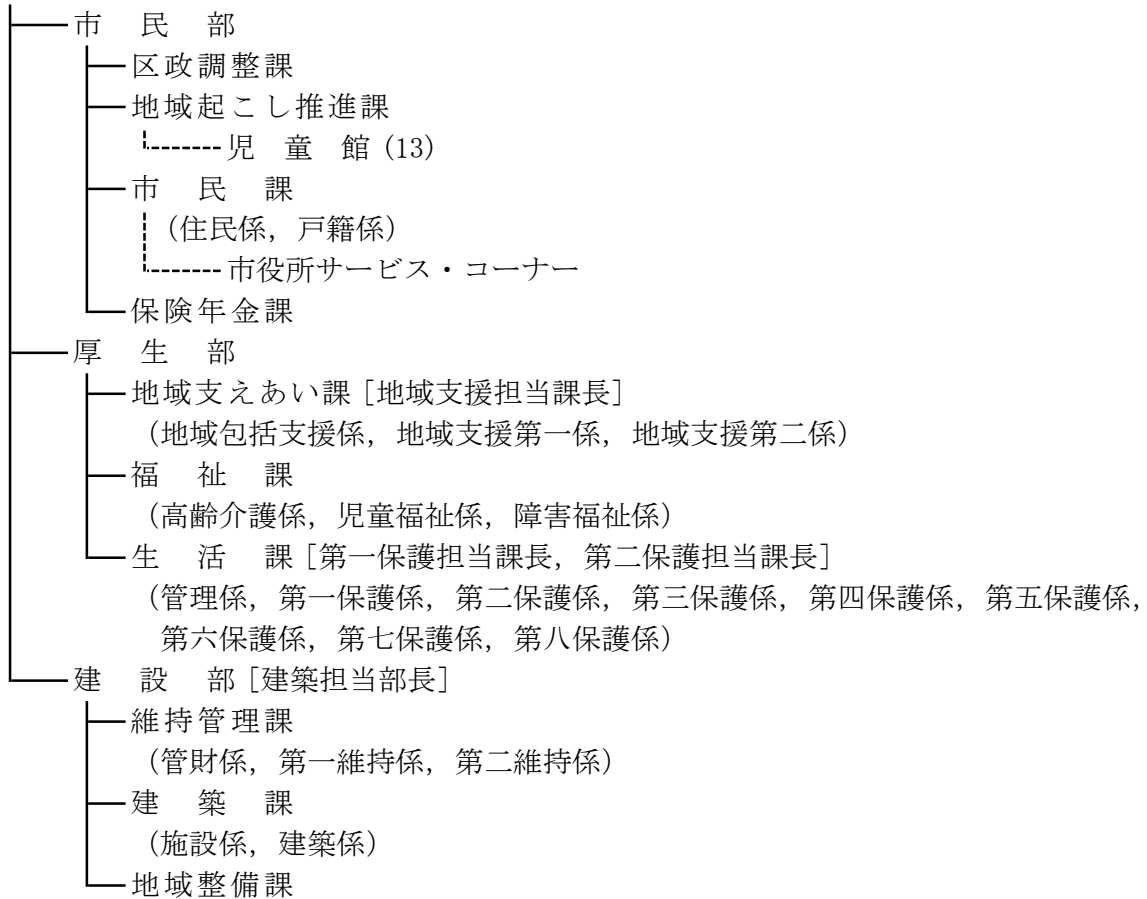 市　民　部
区政調整課
地域起こし推進課
児　童　館 (13)
市　民　課
（住民係，戸籍係）
市役所サービス・コーナー
保険年金課
厚　生　部
地域支えあい課［地域支援担当課長］
（地域包括支援係，地域支援第一係，地域支援第二係）
福　祉　課
（高齢介護係，児童福祉係，障害福祉係）
生　活　課［第一保護担当課長，第二保護担当課長］
（管理係，第一保護係，第二保護係，第三保護係，第四保護係，第五保護係，
第六保護係，第七保護係，第八保護係）
建　設　部［建築担当部長］
維持管理課
（管財係，第一維持係，第二維持係）
建　築　課
（施設係，建築係）
地域整備課